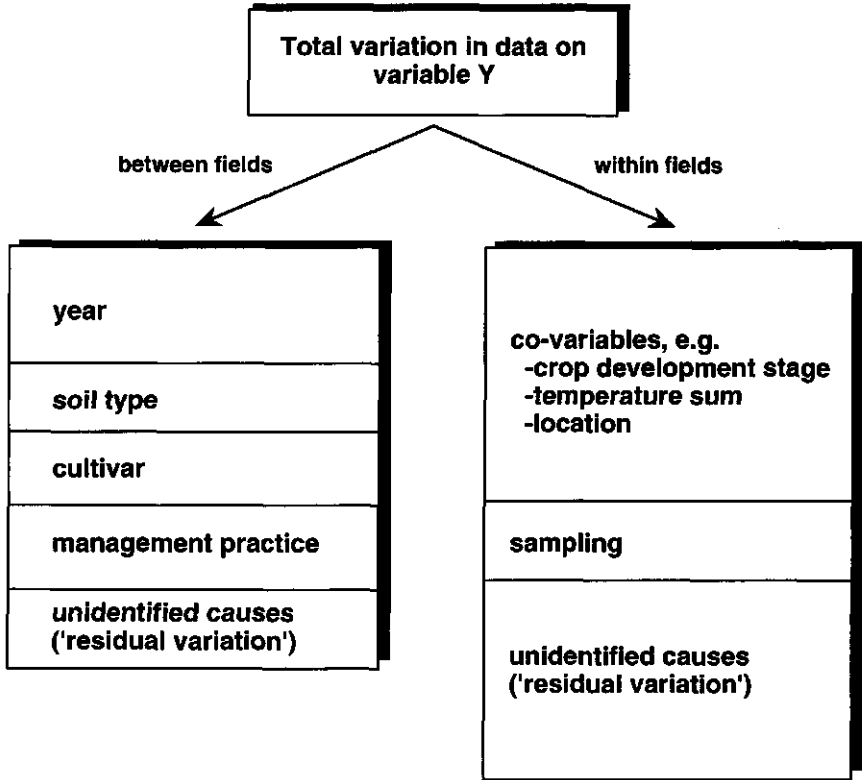 Total variation in data on
variable Y
between fields
within fields
year
soil type
cultivar
management practice
unidentified causes
('residual variation')
co-variables, e.g.
-crop development stage
-temperature sum
-location
sampling
unidentified causes
('residual variation')